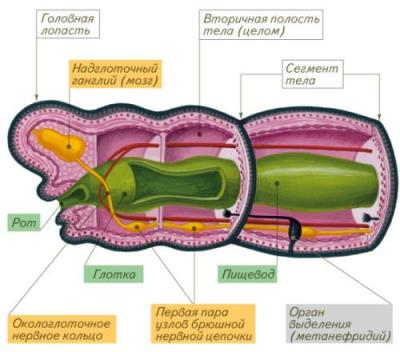 Головная
лопасть
Вторичная полость
тела (целом)
Надглоточный
ганглий (мозг)
Сегмент
тела
Рот
Глотка
Пищевод
Окологлоточное
нервное кольцо
Первая пара
узлов брюшной
нервной цепочки
Орган
выделения
(метанефридий)